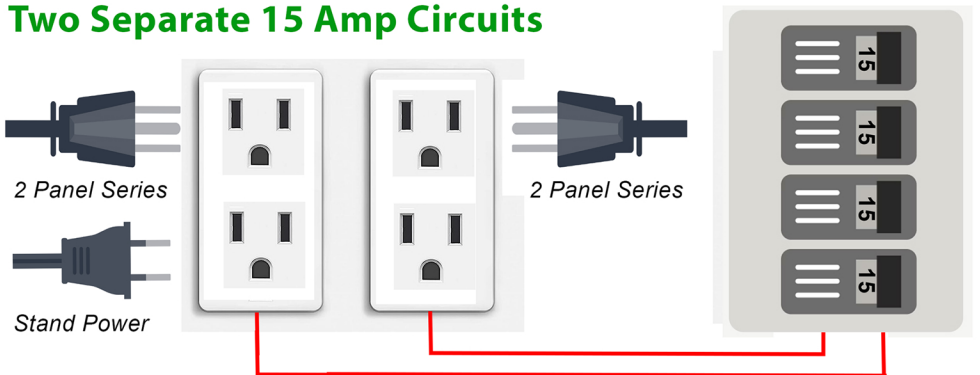 Two Separate 15 Amp Circuits
2 Panel Series
2 Panel Series
Stand Power
15
15
15
15